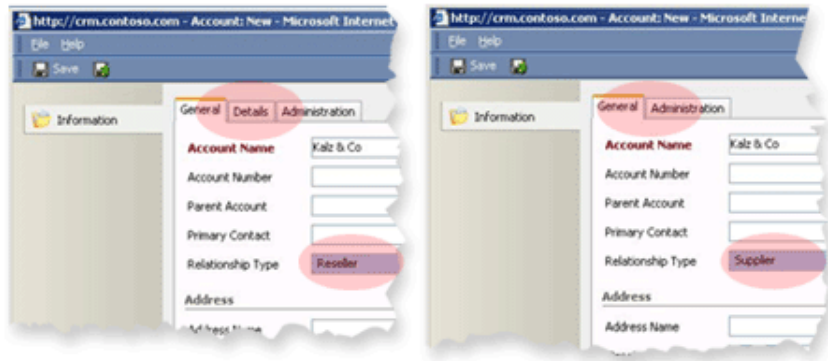 http://crm.contoso.com - Account: New - Microsoft Internet
File Help
Save
Information
General Details Administration
Account Name Kalz & Co
Account Number
Parent Account
Primary Contact
Relationship Type Reseller
Address
Address Name
http://crm.contoso.com - Account: New - Microsoft Interne
File Help
Save
Information
General Administration
Account Name Kalz & Co
Account Number
Parent Account
Primary Contact
Relationship Type Supplier
Address
Address Name